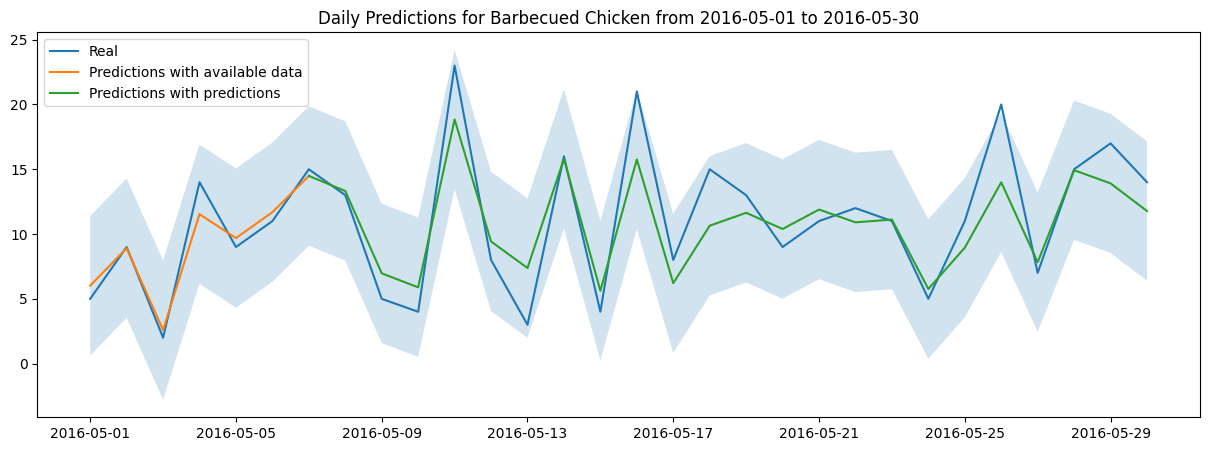 Daily Predictions for Barbecued Chicken from 2016-05-01 to 2016-05-30
25
20
15
10
5
0
Real
Predictions with available data
Predictions with predictions
2016-05-01 2016-05-05 2016-05-09 2016-05-13 2016-05-17 2016-05-21 2016-05-25 2016-05-29